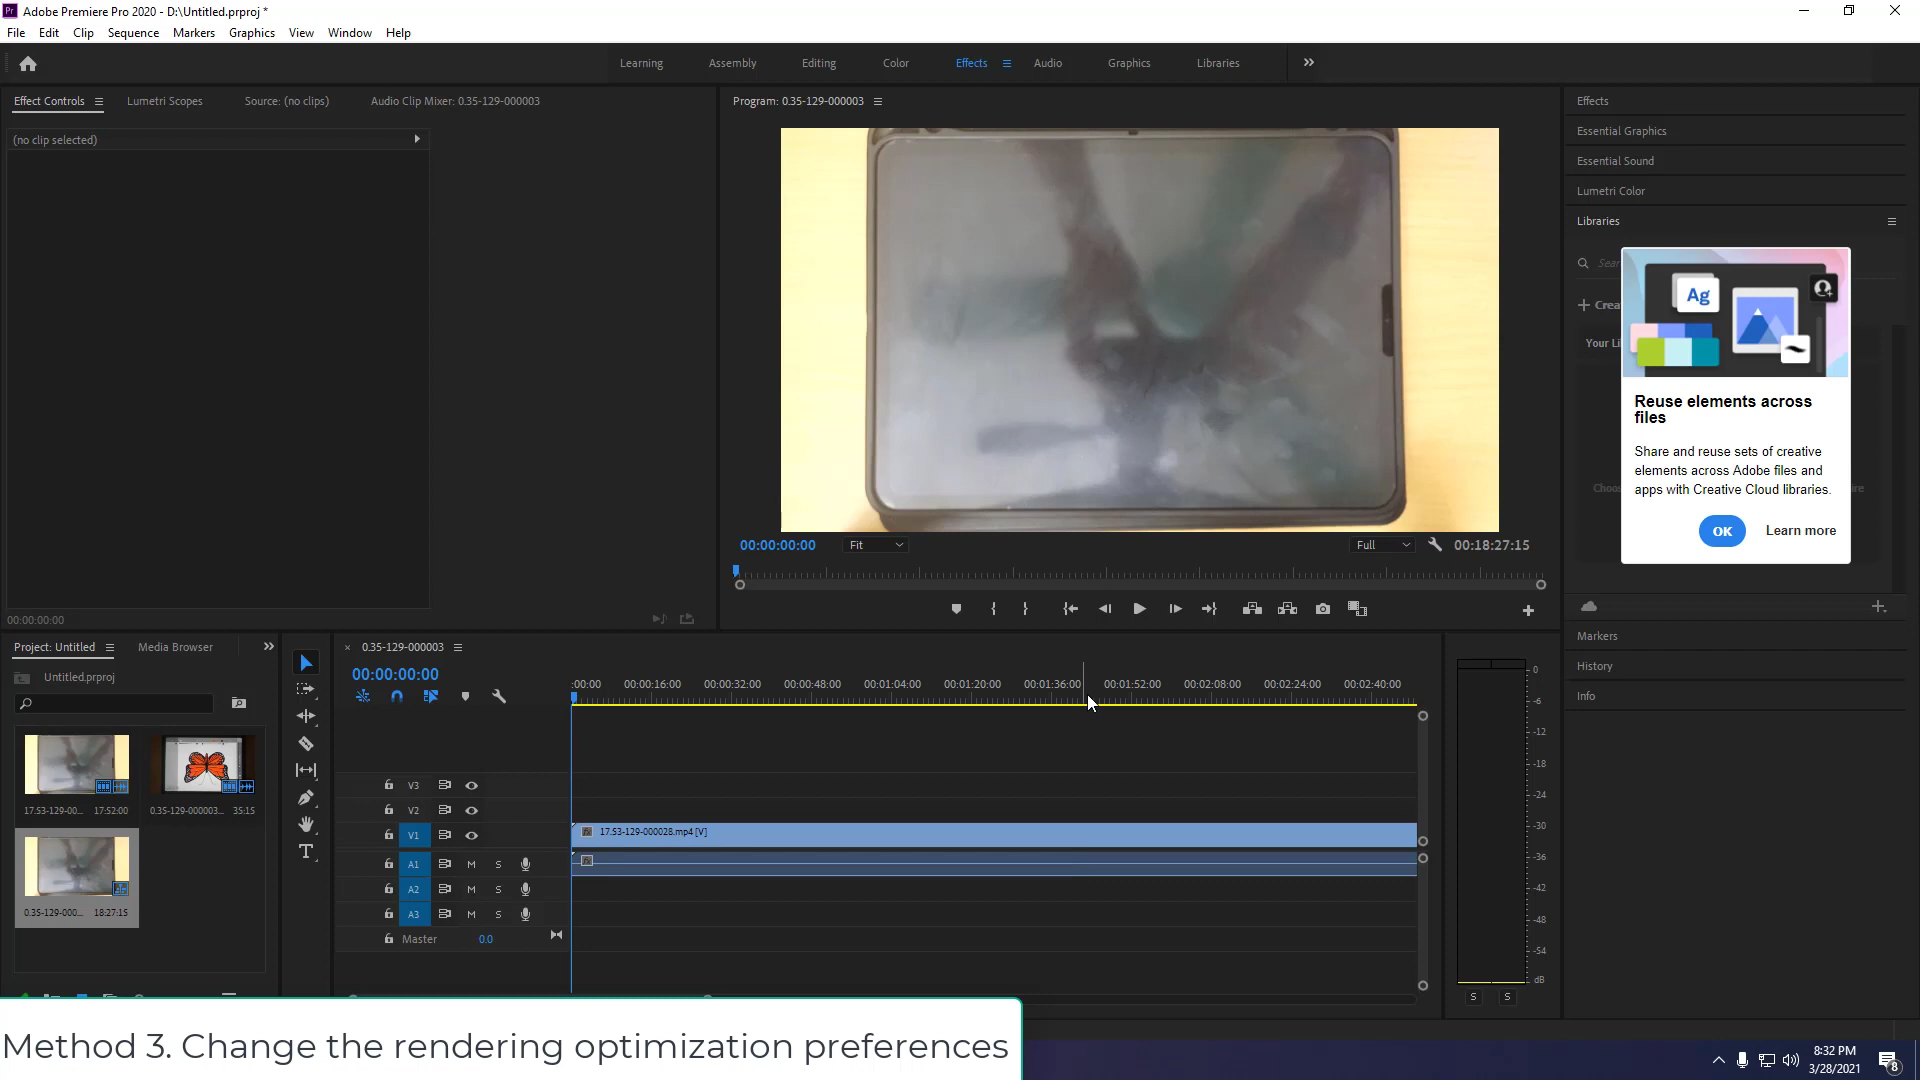 Adobe Premiere Pro 2020 - D:\Untitled.prproj *
File Edit Clip Sequence Markers Graphics View Window Help
Learning Assembly Editing Color Effects Audio Graphics Libraries
Effect Controls Lumetri Scopes Source: (no clips) Audio Clip Mixer: 0.35-129-000003
(no clip selected)
00:00:00:00
Program: 0.35-129-000003
00:00:00:00 Fit Full 00:18:27:15
Effects
Essential Graphics
Essential Sound
Lumetri Color
Libraries
Sear
Crea
Your Li
Choo
Ag
Reuse elements across
files
Share and reuse sets of creative
elements across Adobe files and
apps with Creative Cloud libraries.
OK Learn more
Markers
History
Info
Project: Untitled Media Browser
Untitled.prproj
17.53-129-00... 17:52:00
0.35-129-000003... 35:15
0.35-129-000... 18:27:15
0.35-129-000003
00:00:00:00
:00:00 00:00:16:00 00:00:32:00 00:00:48:00 00:01:04:00 00:01:20:00 00:01:36:00 00:01:52:00 00:02:08:00 00:02:24:00 00:02:40:00
V3
V2
V1
17.53-129-000028.mp4 [V]
A1 M S
A2 M S
A3 M S
Master 0.0
0
-6
-12
-18
-24
-30
-36
-42
-48
-54
dB
S S
Method 3. Change the rendering optimization preferences
8:32 PM
3/28/2021
8